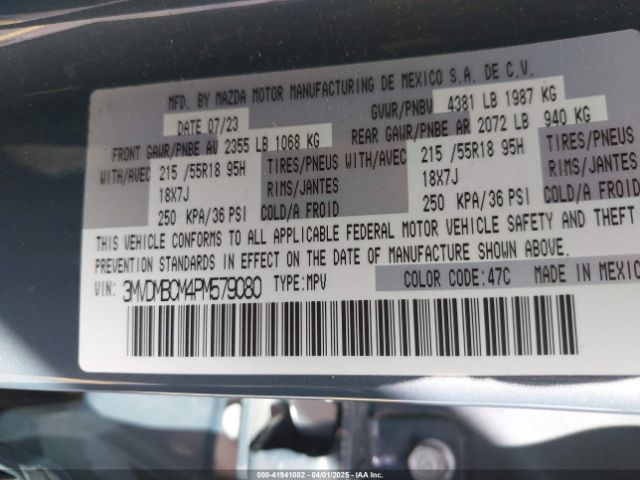 MFD. BY MAZDA MOTOR MANUFACTURING DE MEXICO S.A. DE C.V.
DATE 07/23 GVWR/PNBV 4381 LB 1987 KG
FRONT GAWR/PNBE AV 2355 LB 1068 KG REAR GAWR/PNBE AR 2072 LB 940 KG
WITH/AVEC 215 /55R18 95H TIRES/PNEUS WITH/AVEC 215 /55R18 95H TIRES/PNEUS
18X7J RIMS/JANTES 18X7J RIMS/JANTES
250 KPA/36 PSI COLD/A FROID 250 KPA/36 PSI COLD/A FROID
THIS VEHICLE CONFORMS TO ALL APPLICABLE FEDERAL MOTOR VEHICLE SAFETY AND THEFT
PREVENTION STANDARDS IN EFFECT ON THE DATE OF MANUFACTURE SHOWN ABOVE.
VIN: 3MVDMBCM4PM579080 TYPE: MPV COLOR CODE: 47C MADE IN MEXIC
000-41941082 - 04/01/2025 - IAA Inc.